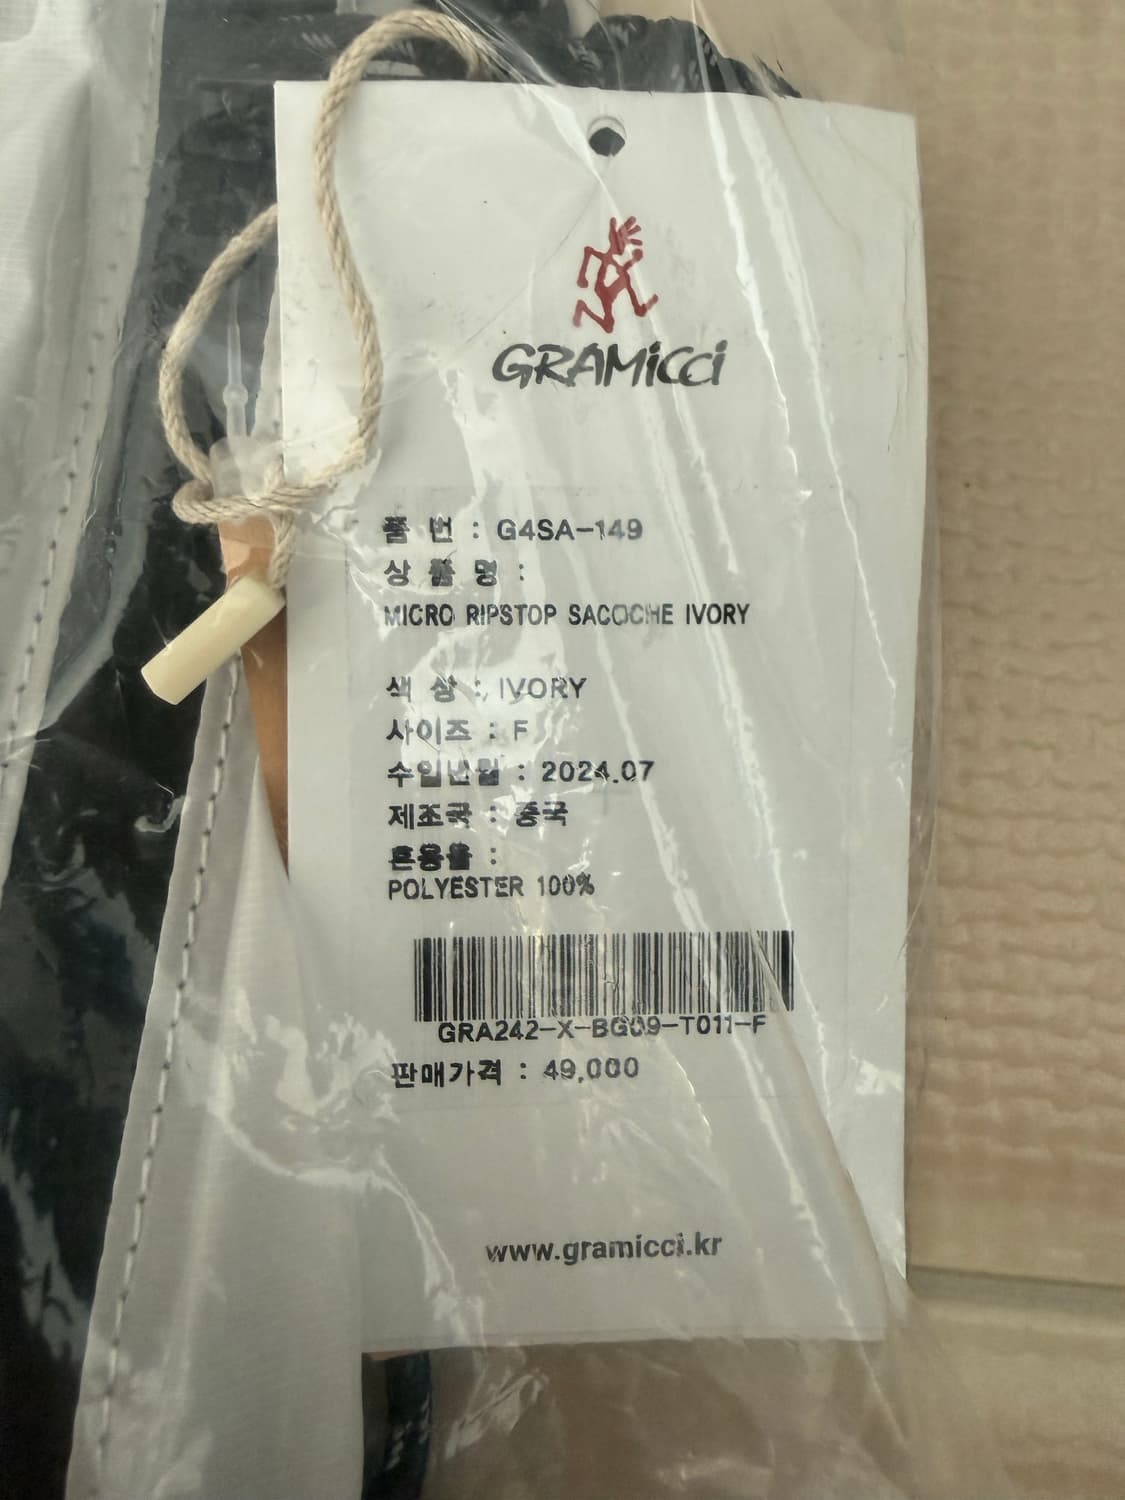 GRAMiCCi
품 번 : G4SA-149
상 품 명 :
MICRO RIPSTOP SACOCHE IVORY
색 상 : IVORY
사이즈 : F
수입년월 : 2024.07
제조국 : 중국
혼용율 :
POLYESTER 100%
GRA242-X-BG09-T011-F
판매가격 : 49,000
www.gramicci.kr